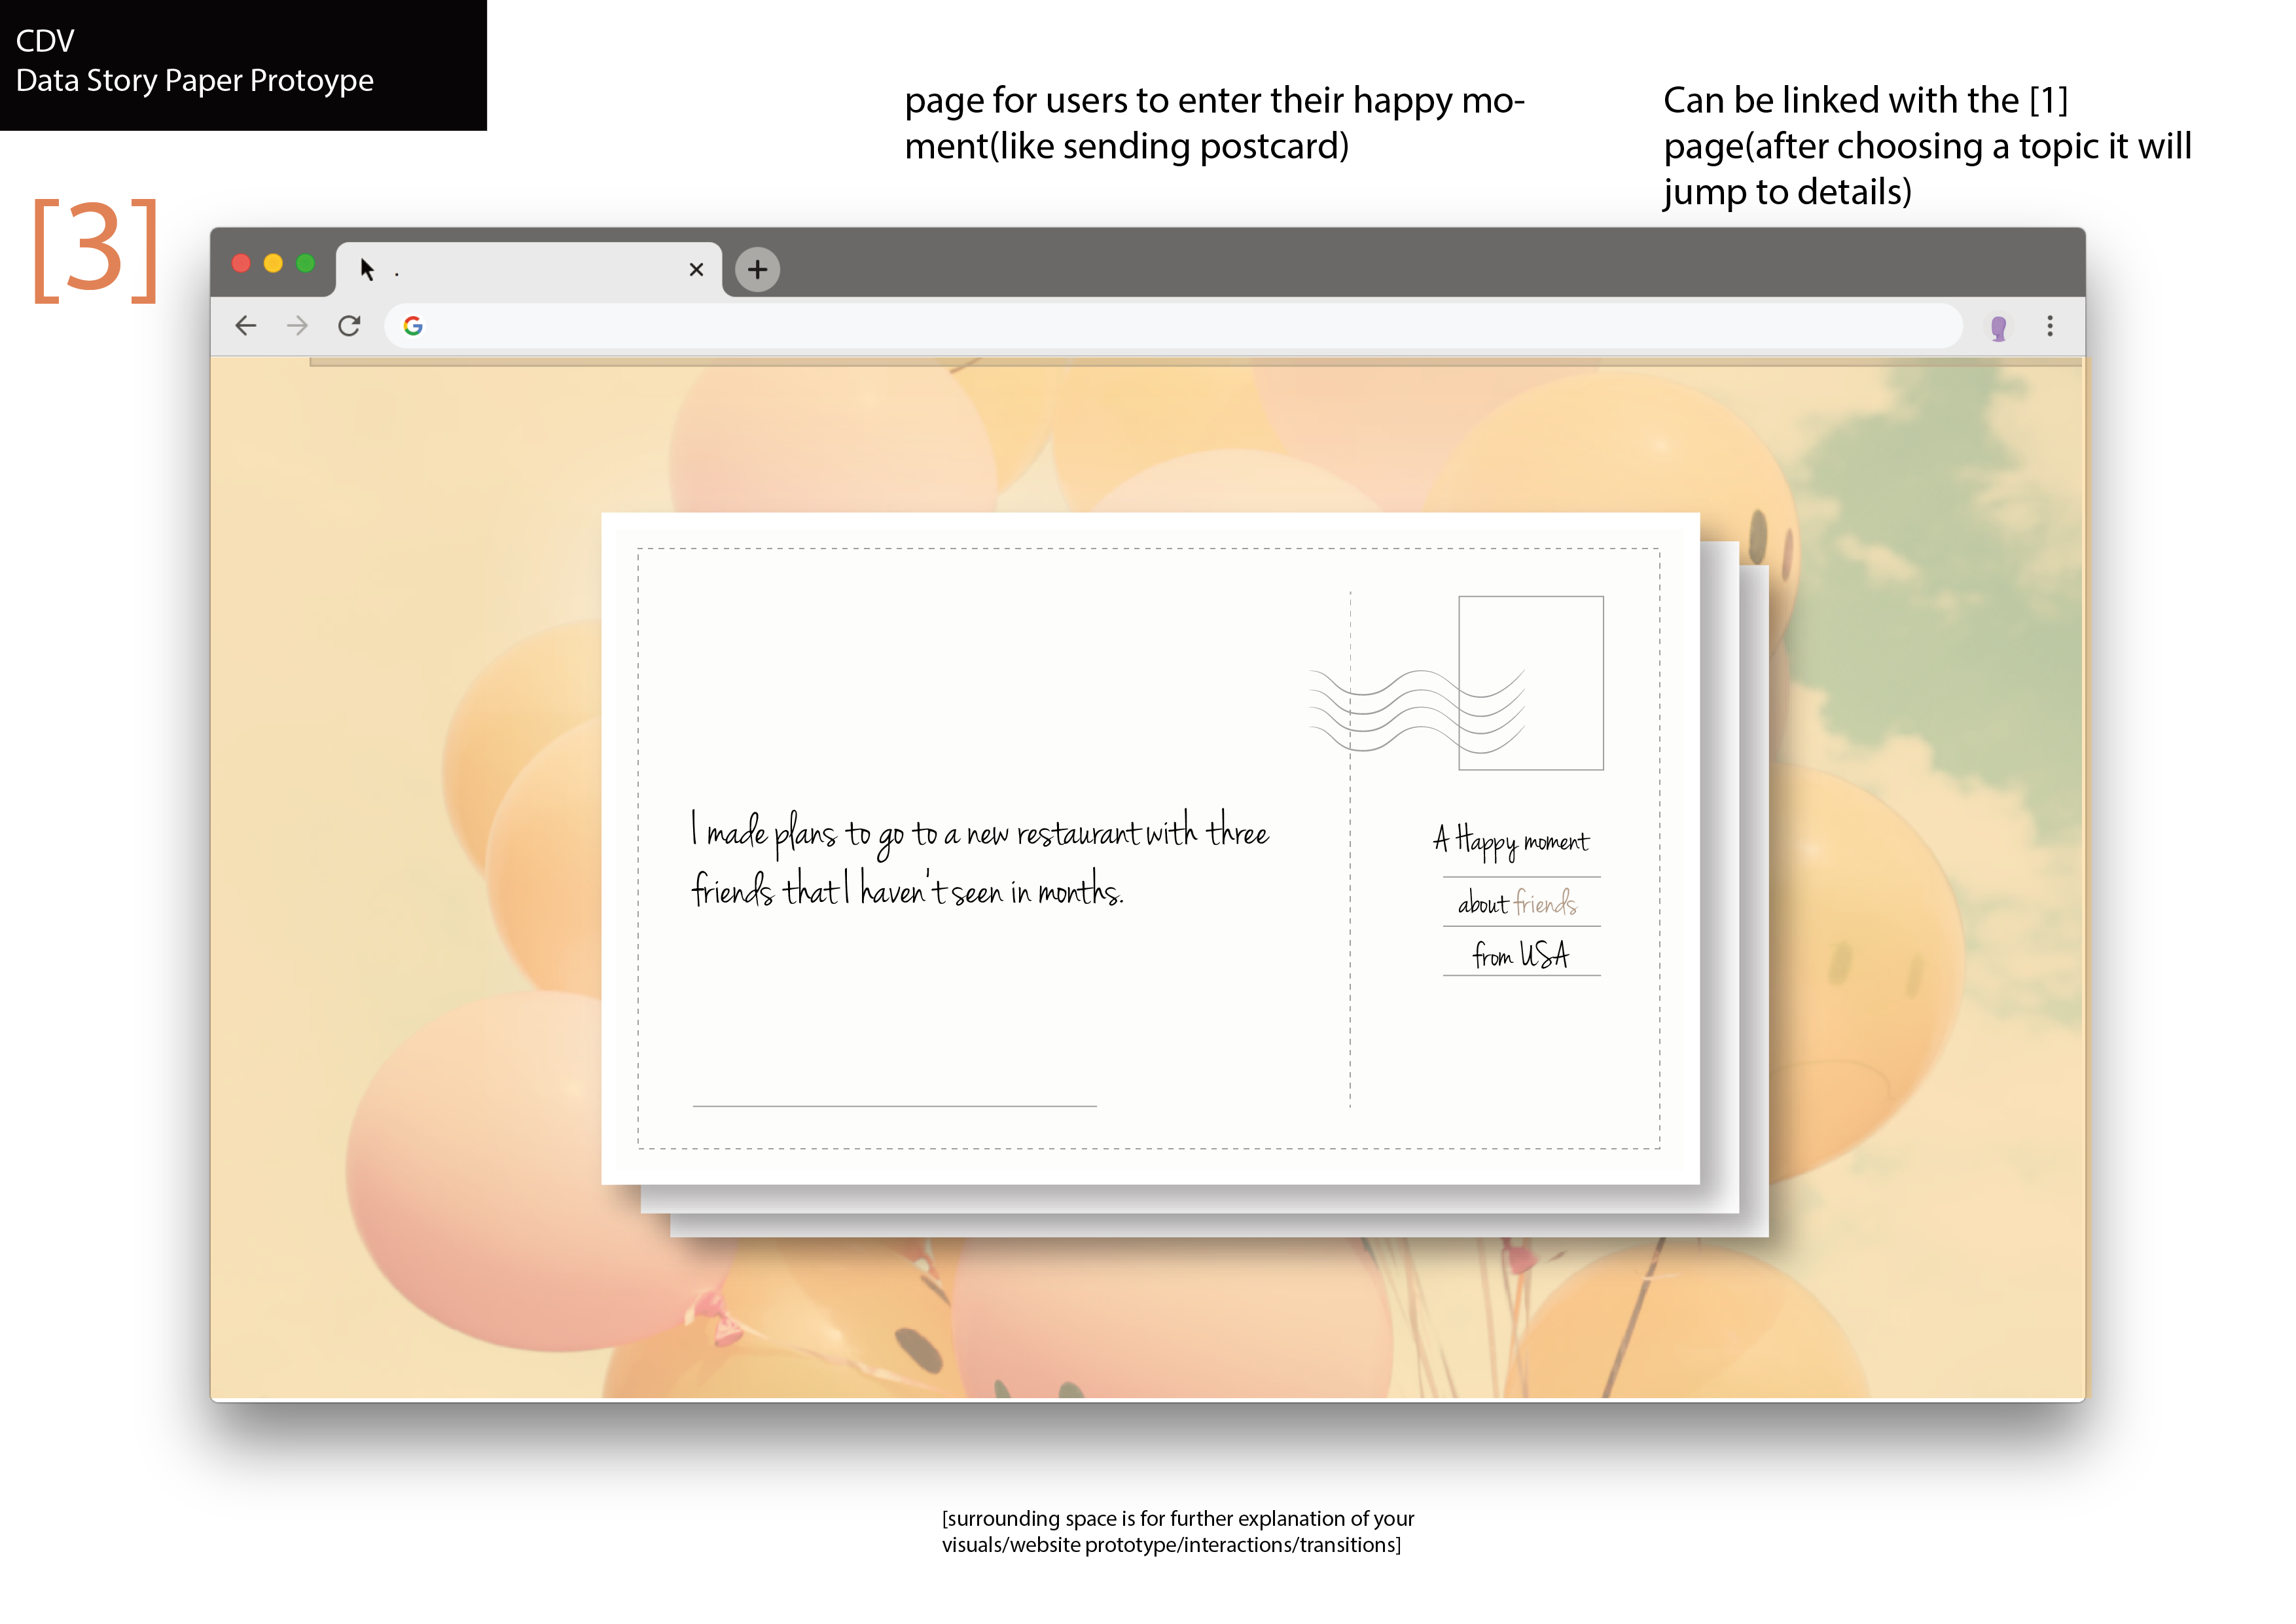 CDV
Data Story Paper Protoype
page for users to enter their happy mo-
ment(like sending postcard)
Can be linked with the [1]
page(after choosing a topic it will
jump to details)
[3]
.
I made plans to go to a new restaurant with three
friends that I haven't seen in months.
A Happy moment
about friends
from USA
[surrounding space is for further explanation of your
visuals/website prototype/interactions/transitions]